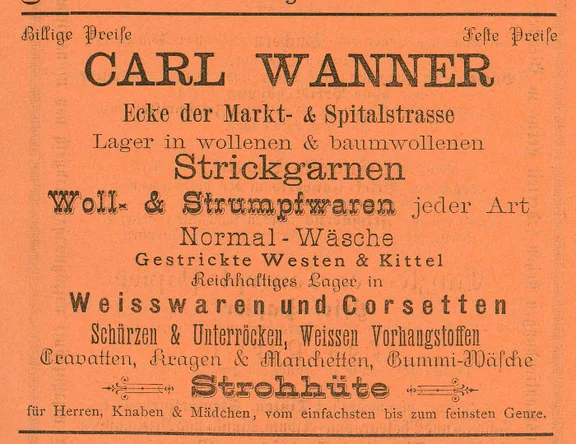 Billige Preise Feste Preise
CARL WANNER
Ecke der Markt- & Spitalstrasse
Lager in wollenen & baumwollenen
Strickgarnen
Woll- & Strumpfwaren jeder Art
Normal-Wäsche
Gestrickte Westen & Kittel
Reichhaltiges Lager in
Weisswaren und Corsetten
Schürzen & Unterröcken, Weissen Vorhangstoffen
Cravatten, Kragen & Manchetten, Gummi-Wäsche
Strohhüte
für Herren, Knaben & Mädchen, vom einfachsten bis zum feinsten Genre.